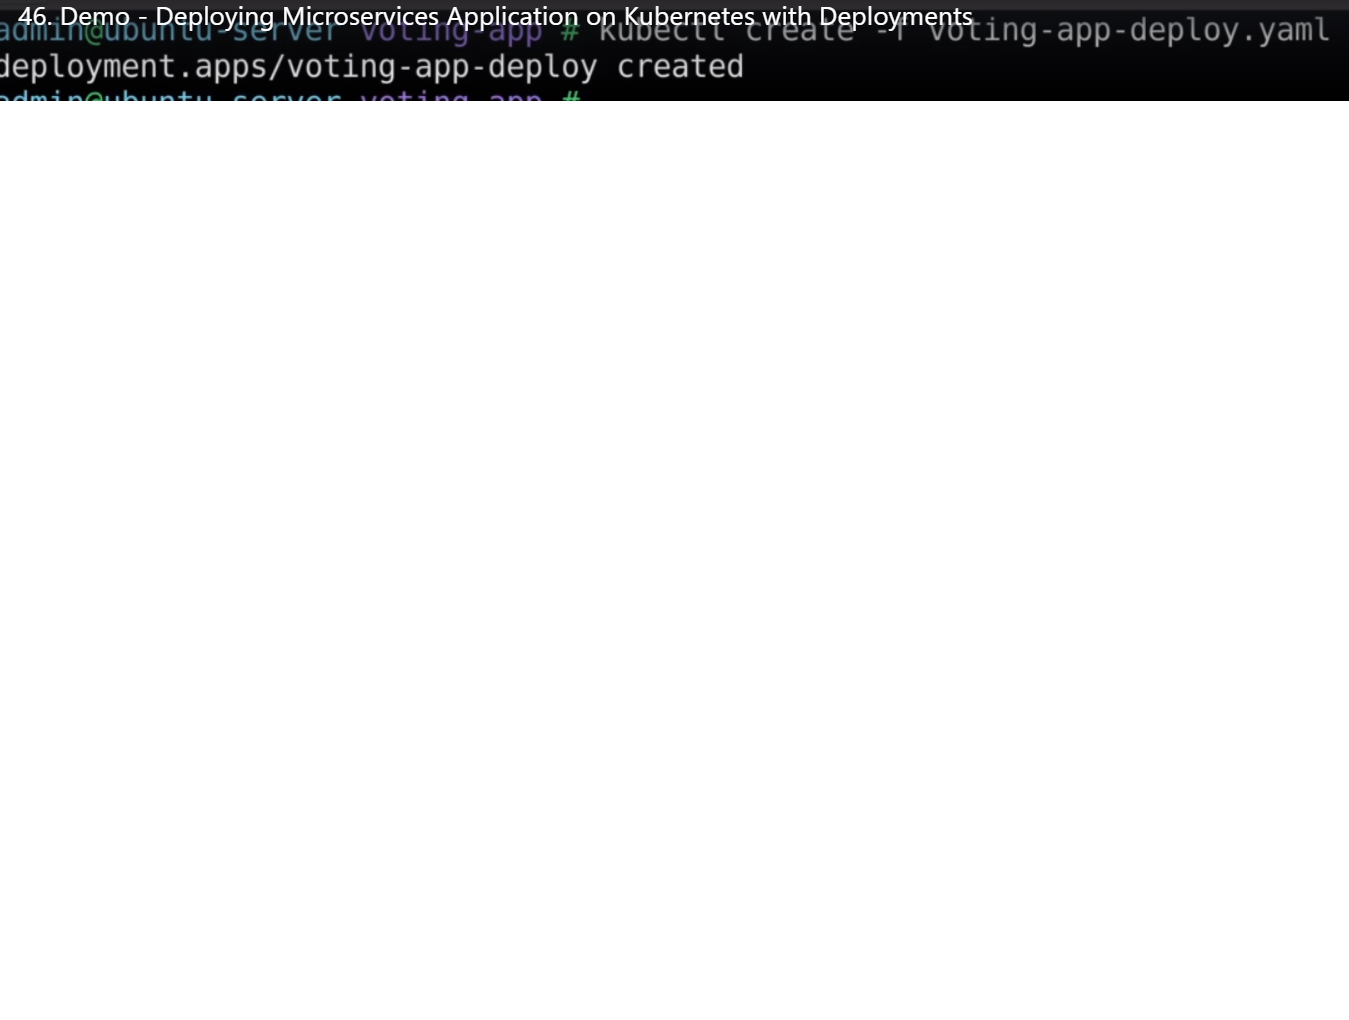 46. Demo - Deploying Microservices Application on Kubernetes with Deployments
admin@ubuntu-server voting-app # kubectl create -f voting-app-deploy.yaml
deployment.apps/voting-app-deploy created
admin@ubuntu-server voting-app #